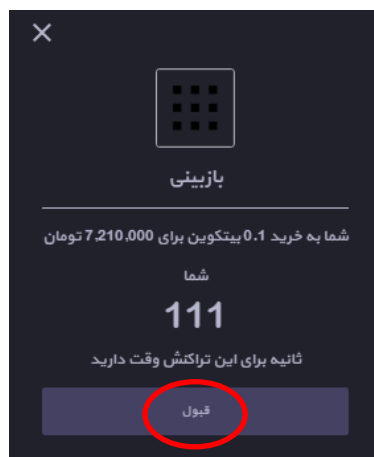 بازبینی
شما به خرید 0.1 بیتکوین برای 7,210,000 تومان
شما
111
ثانیه برای این تراکنش وقت دارید
قبول